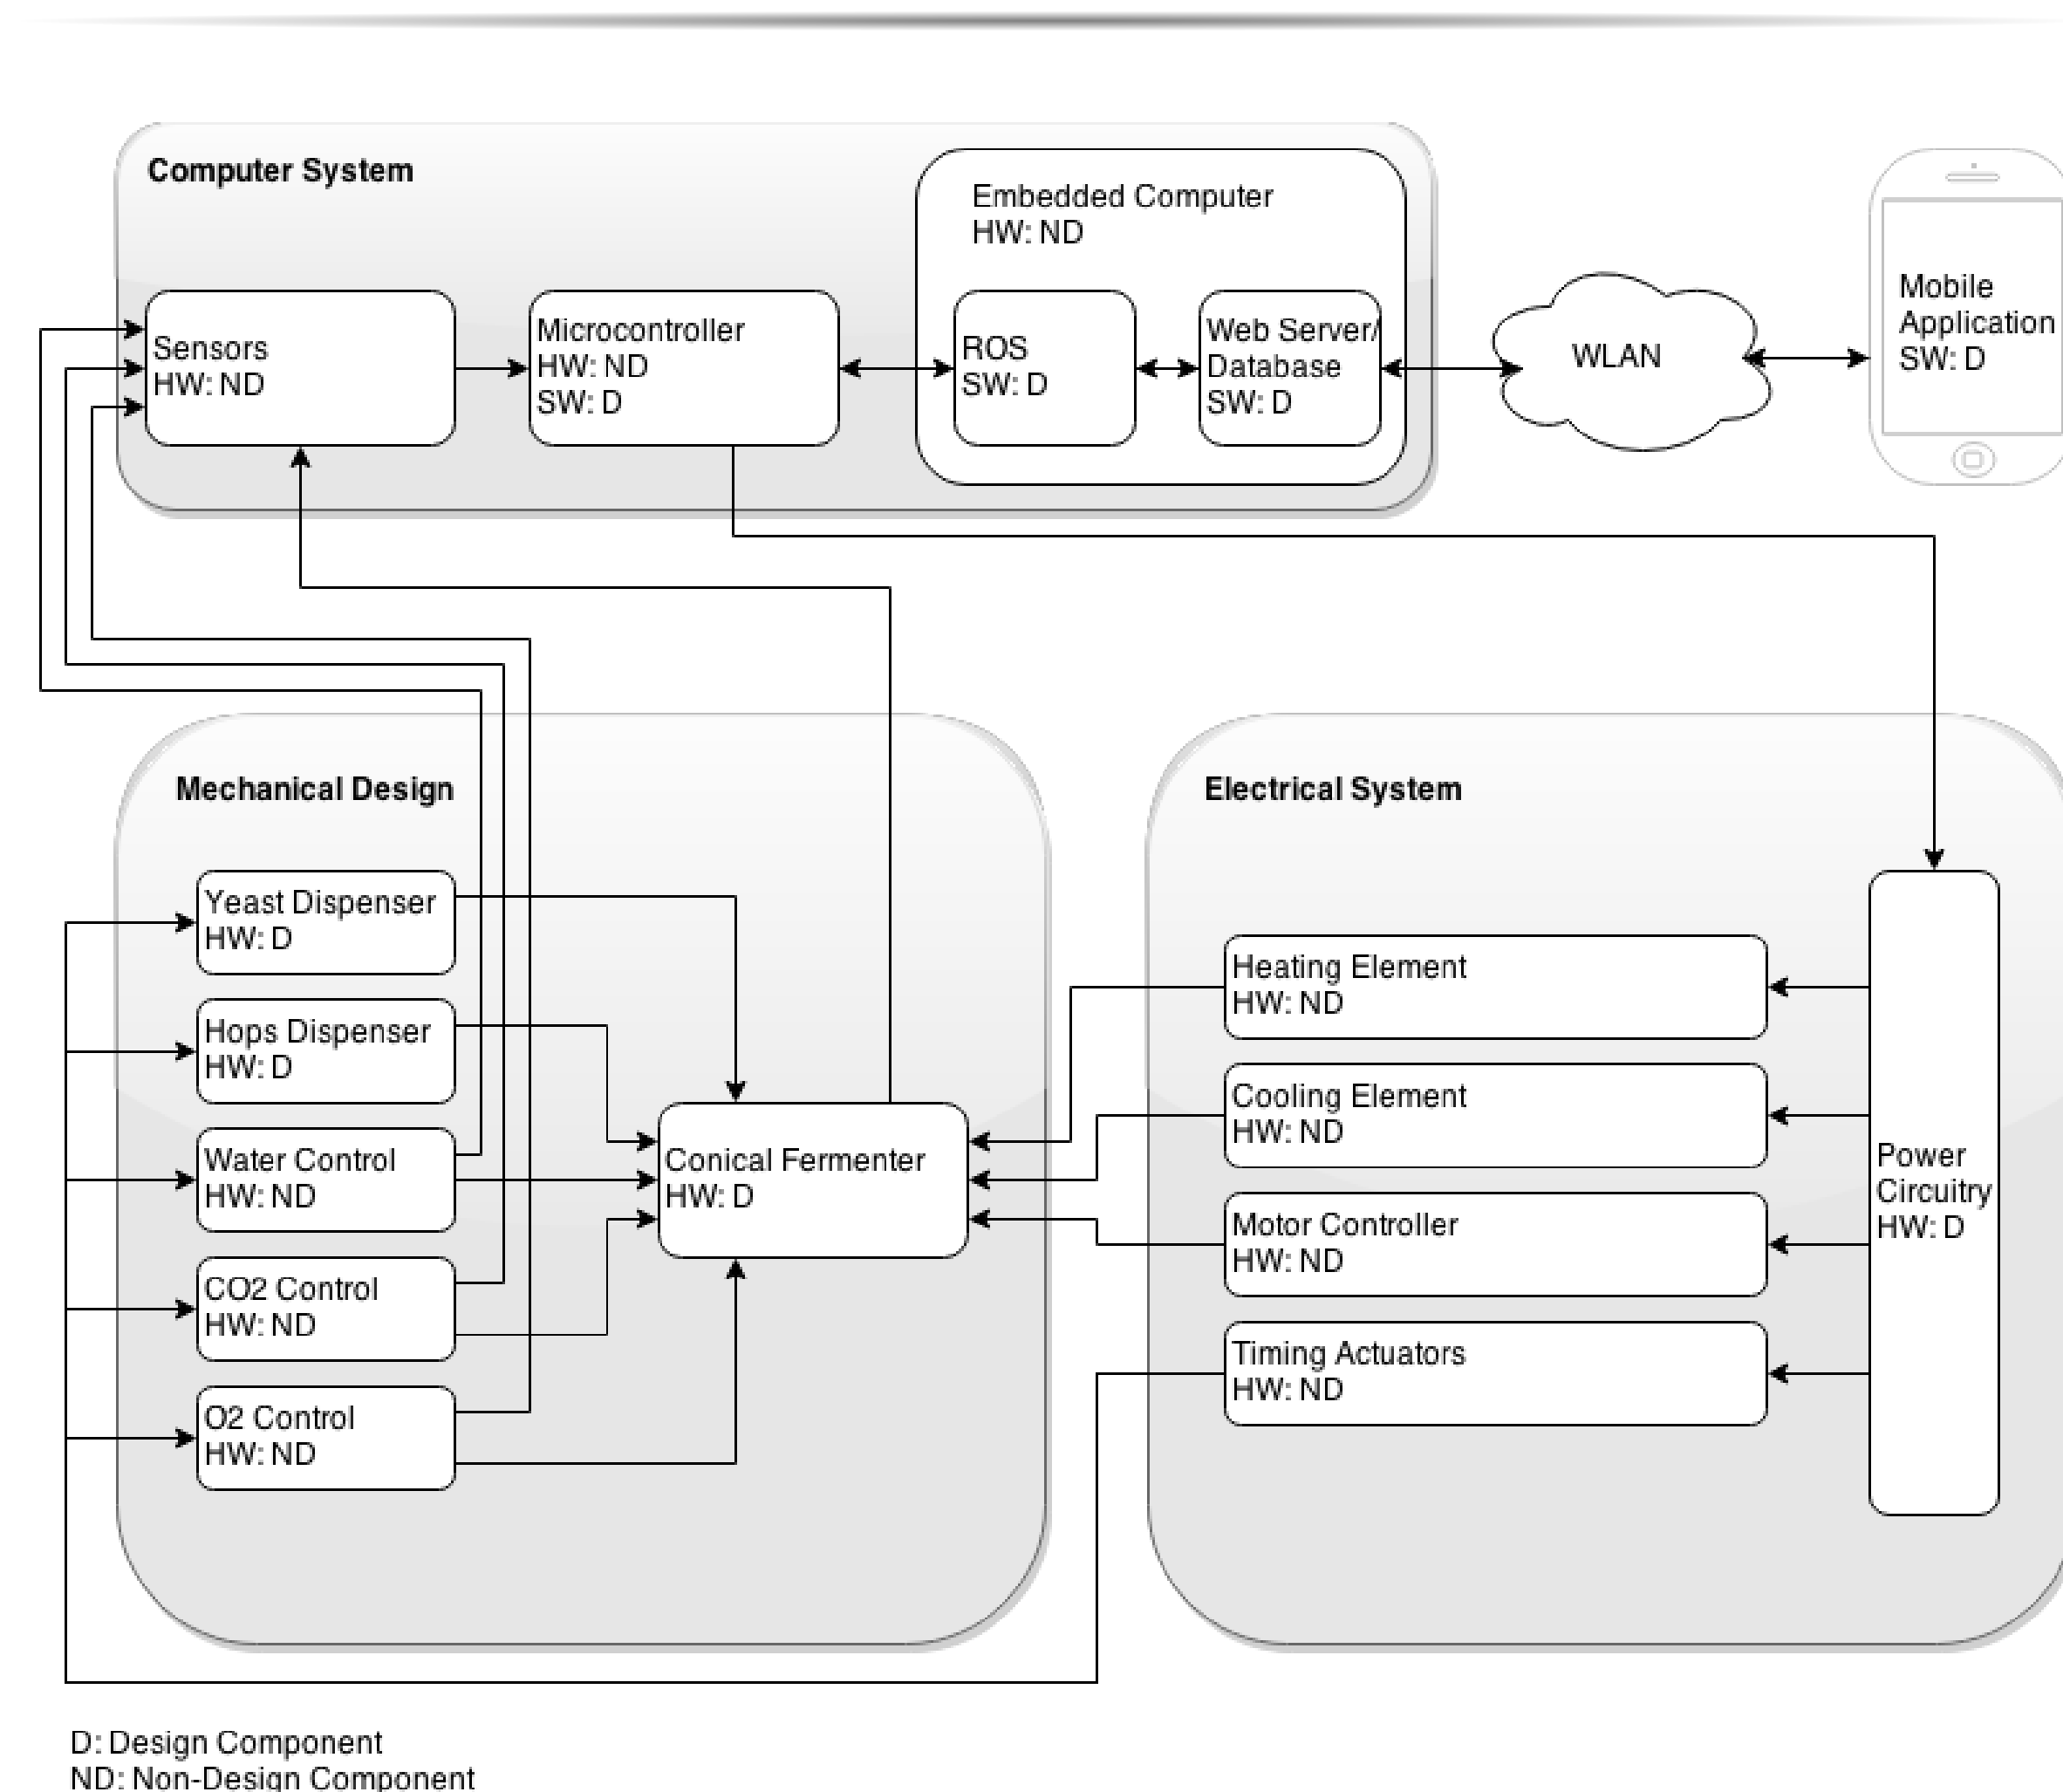 Computer System
Embedded Computer
HW: ND
Sensors
HW: ND
Microcontroller
HW: ND
SW: D
ROS
SW: D
Web Server/
Database
SW: D
WLAN
Mobile
Application
SW: D
Mechanical Design
Yeast Dispenser
HW: D
Hops Dispenser
HW: D
Water Control
HW: ND
CO2 Control
HW: ND
O2 Control
HW: ND
Conical Fermenter
HW: D
Electrical System
Heating Element
HW: ND
Cooling Element
HW: ND
Motor Controller
HW: ND
Timing Actuators
HW: ND
Power
Circuitry
HW: D
D: Design Component
ND: Non-Design Component